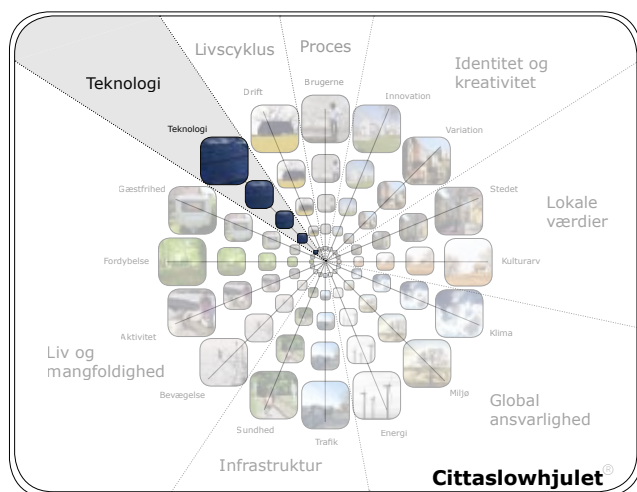 Livscyklus
Proces
Identitet og
kreativitet
Teknologi
Drift
Brugerne
Innovation
Teknologi
Variation
Gæstfrihed
Stedet
Lokale
værdier
Fordybelse
Kulturarv
Aktivitet
Klima
Liv og
mangfoldighed
Bevægelse
Miljø
Global
ansvarlighed
Sundhed
Trafik
Energi
Infrastruktur
Cittaslowhjulet®